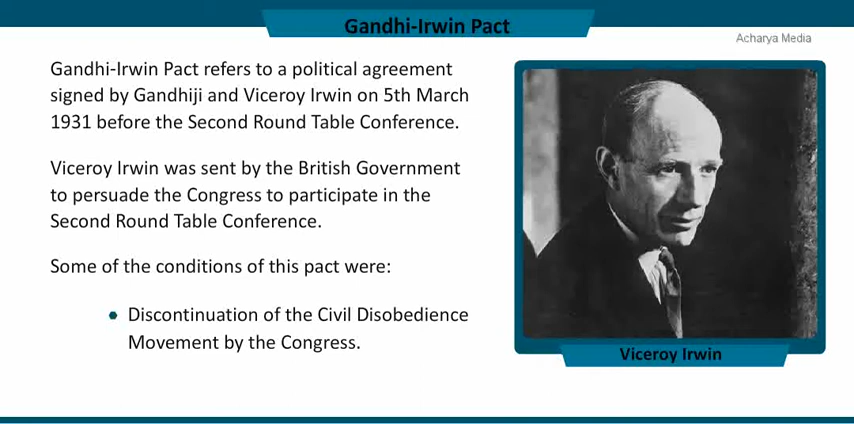 Gandhi-Irwin Pact
Acharya Media
Gandhi-Irwin Pact refers to a political agreement
signed by Gandhiji and Viceroy Irwin on 5th March
1931 before the Second Round Table Conference.
Viceroy Irwin was sent by the British Government
to persuade the Congress to participate in the
Second Round Table Conference.
Some of the conditions of this pact were:
Discontinuation of the Civil Disobedience
Movement by the Congress.
Viceroy Irwin